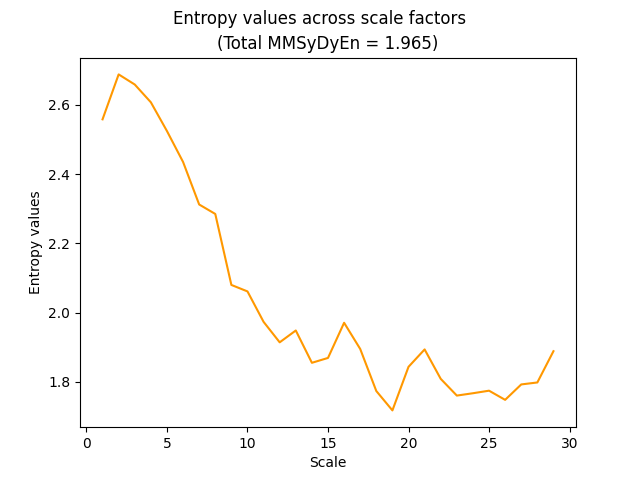 Entropy values across scale factors
(Total MMSyDyEn = 1.965)
2.6
2.4
2.2
2.0
1.8
Entropy values
0 5 10 15 20 25 30
Scale